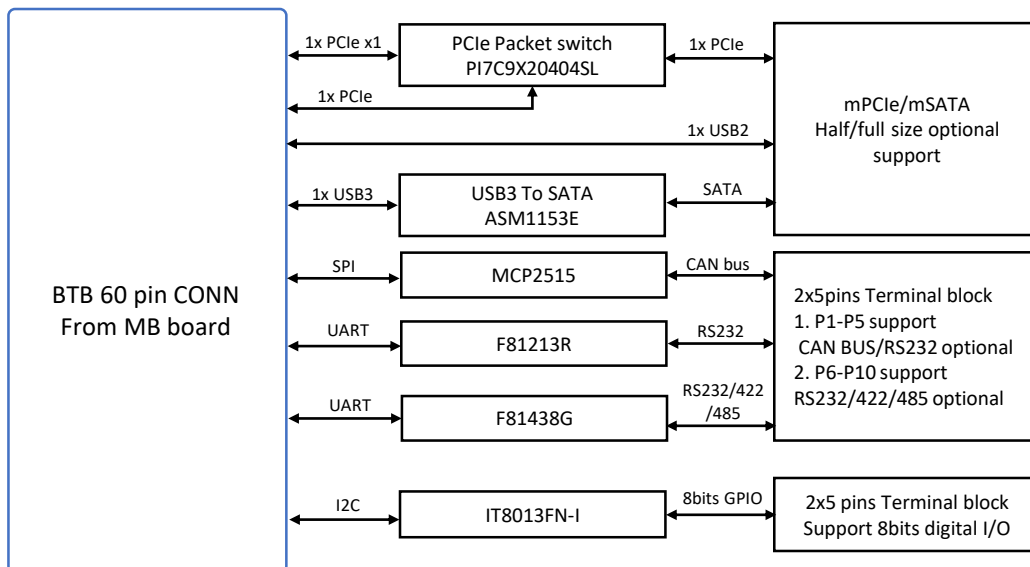 1x PCIe x1
PCIe Packet switch
PI7C9X20404SL
1x PCIe
1x PCIe
mPCIe/mSATA
Half/full size optional
support
1x USB2
1x USB3
USB3 To SATA
ASM1153E
SATA
BTB 60 pin CONN
From MB board
SPI
MCP2515
CAN bus
UART
F81213R
RS232
UART
F81438G
RS232/422
/485
2x5pins Terminal block
1. P1-P5 support
CAN BUS/RS232 optional
2. P6-P10 support
RS232/422/485 optional
I2C
IT8013FN-I
8bits GPIO
2x5 pins Terminal block
Support 8bits digital I/O